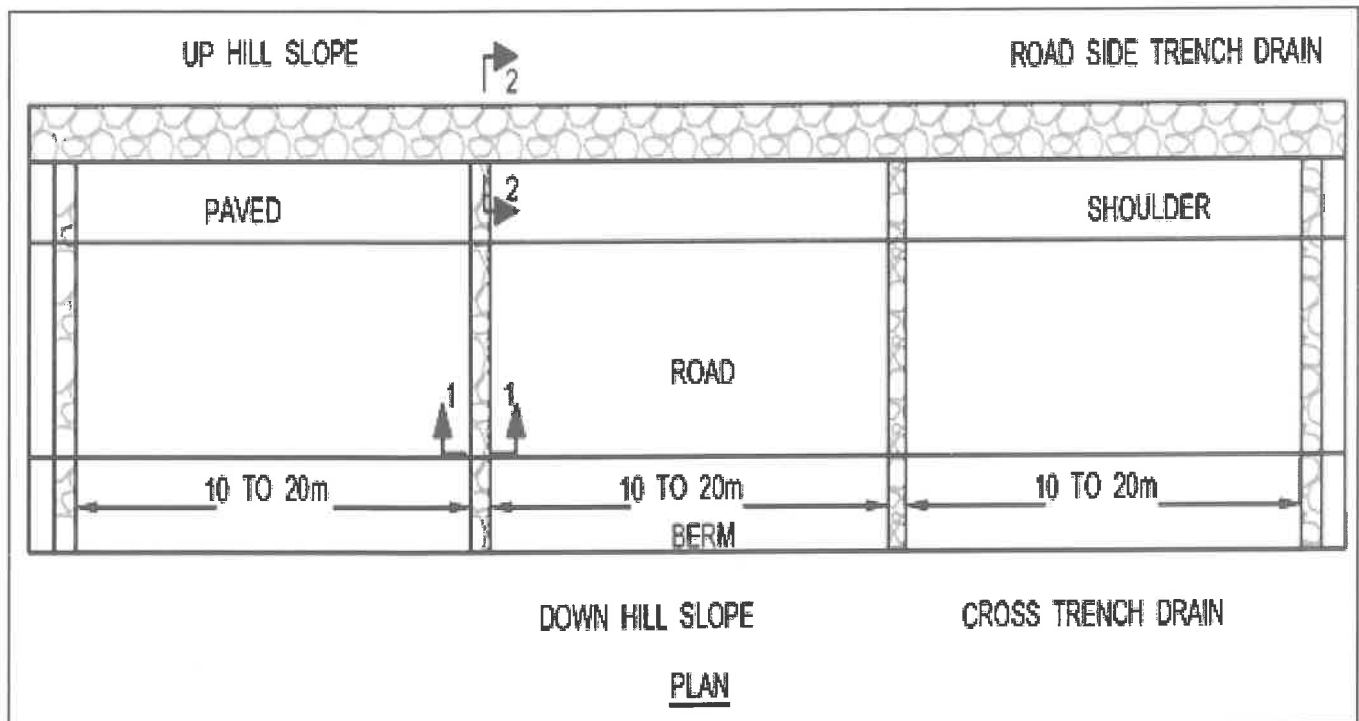 UP HILL SLOPE
2
ROAD SIDE TRENCH DRAIN
PAVED
2
SHOULDER
ROAD
1
1
10 TO 20m
10 TO 20m
10 TO 20m
BERM
DOWN HILL SLOPE
CROSS TRENCH DRAIN
PLAN